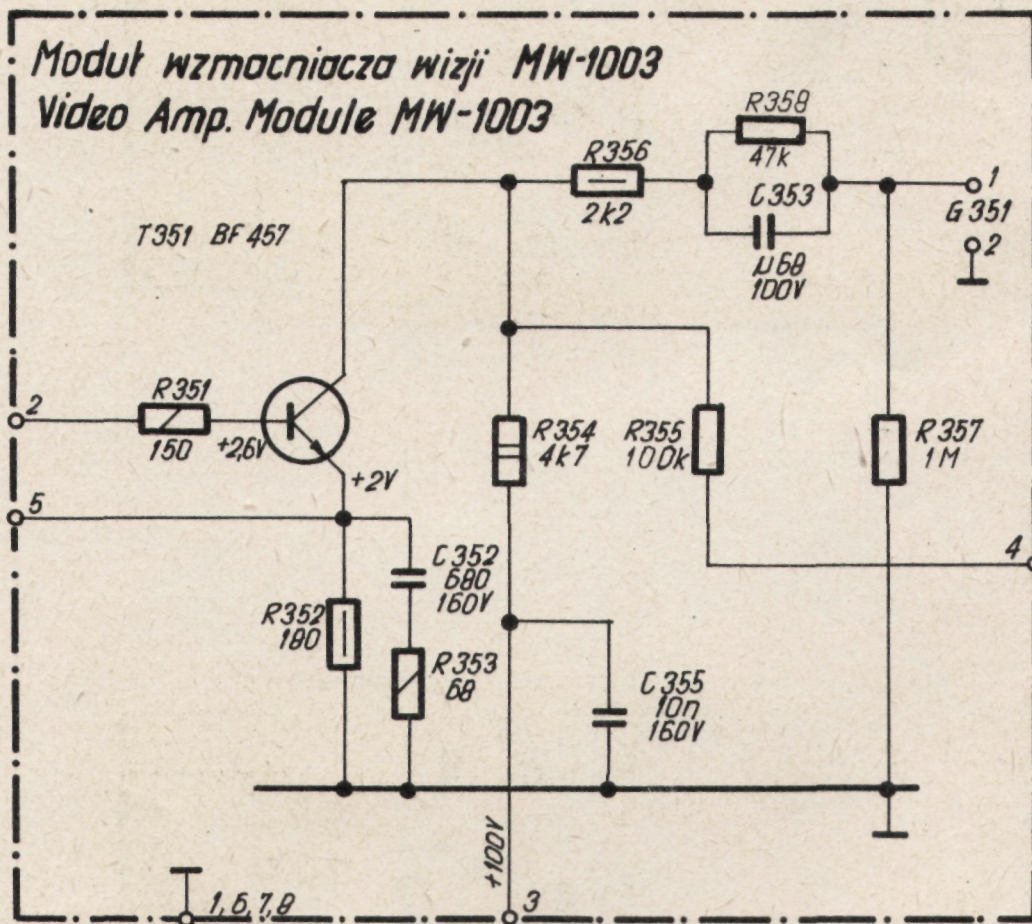 Moduł wzmacniacza wizji MW-1003
Video Amp. Module MW-1003
R358
47k
R356
2k2
C353
µ68
100V
1
G351
2
T351 BF457
R351
150
2
+2,6V
+2V
R354
4k7
R355
100k
R357
1M
5
4
C352
680
160V
R352
180
R353
68
C355
10n
160V
+100V
3
1,6,7,8